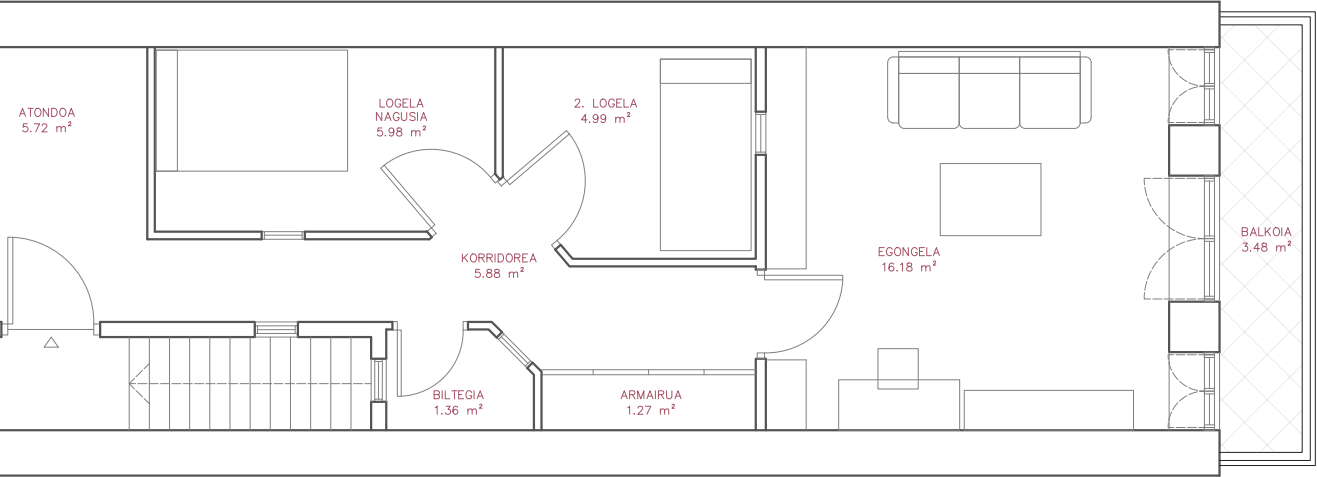 ATONDOA
5.72 m²
LOGELA
NAGUSIA
5.98 m²
2. LOGELA
4.99 m²
KORRIDOREA
5.88 m²
EGONGELA
16.18 m²
BALKOIA
3.48 m²
BILTEGIA
1.36 m²
ARMAIRUA
1.27 m²